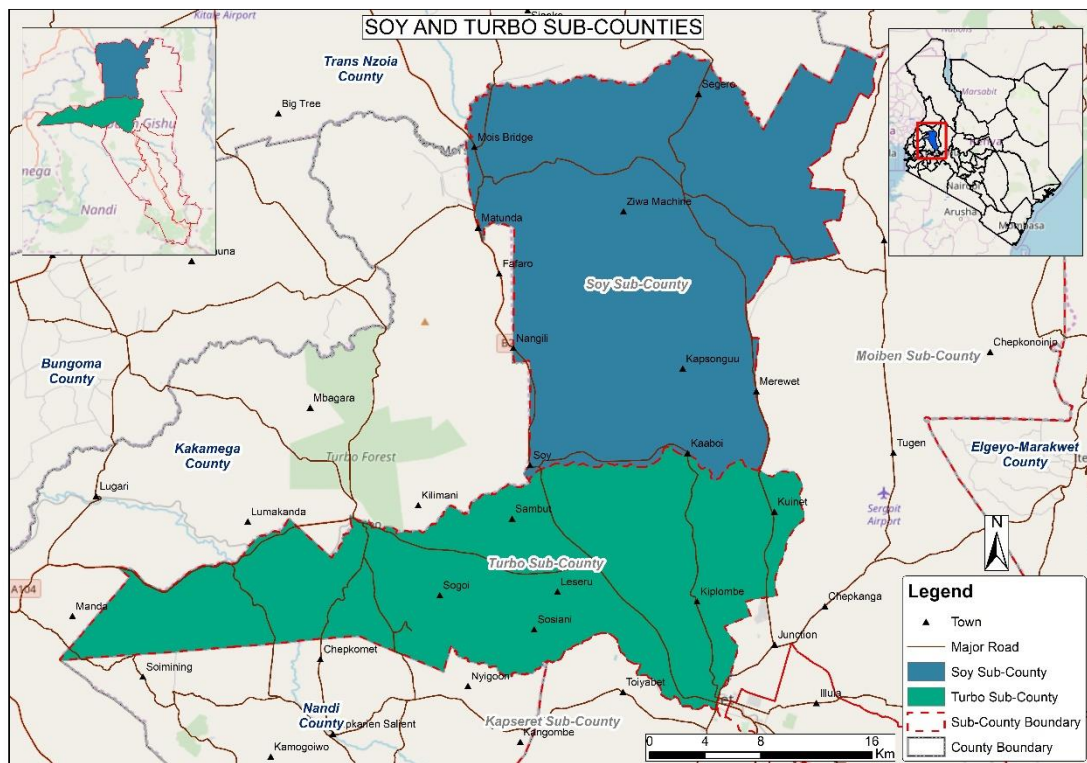 SOY AND TURBO SUB-COUNTIES
Kitale Airport
Trans Nzoia
County
Big Tree
Segero
Mois Bridge
Ziwa Machine
Matunda
Fafaro
Soy Sub-County
Nangili
Kapsonguu
Merewet
Moiben Sub-County
Chepkonoinip
Bungoma
County
Mbagara
Kakamega
County
Turbo Forest
Soy
Kaaboi
Tugen
Elgeyo-Marakwet
County
Lugari
Kilimani
Lumakanda
Sambut
Kuinet
Sergoit
Airport
N
Turbo Sub-County
Sogoi
Leseru
Kiplombe
Chepkanga
A104
Manda
Sosiani
Junction
Soimining
Chepkomet
Nyigoon
Toiyabet
Illula
Nandi
County
Kapseret Sub-County
Kangombe
Kamogoiwo
Nandi
Marsabit
Nairobi
Arusha
Mombasa
Legend
Town
Major Road
Soy Sub-County
Turbo Sub-County
Sub-County Boundary
County Boundary
0 4 8 16
Km